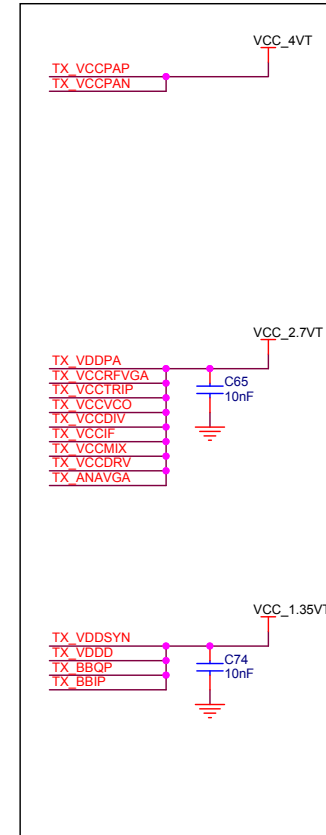 VCC_4VT
TX_VCCPAP
TX_VCCPAN
VCC_2.7VT
TX_VDDPA
TX_VCCRFVGA
TX_VCCTRIP
TX_VCCVCO
TX_VCCDIV
TX_VCCIF
TX_VCCMIX
TX_VCCDRV
TX_ANAVGA
C65
10nF
VCC_1.35VT
TX_VDDSYN
TX_VDDD
TX_BBQP
TX_BBIP
C74
10nF